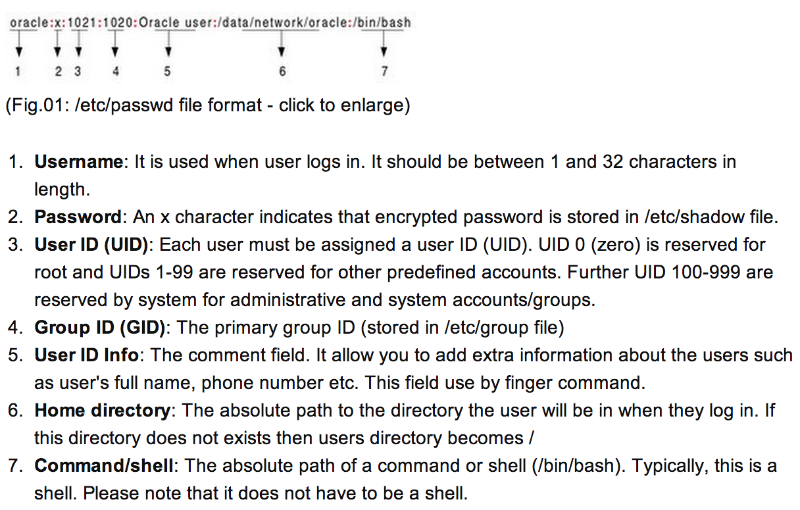 oracle:x:1021:1020:Oracle user:/data/network/oracle:/bin/bash
1 2 3 4 5 6 7
(Fig.01: /etc/passwd file format - click to enlarge)
1. Username: It is used when user logs in. It should be between 1 and 32 characters in
length.
2. Password: An x character indicates that encrypted password is stored in /etc/shadow file.
3. User ID (UID): Each user must be assigned a user ID (UID). UID 0 (zero) is reserved for
root and UIDs 1-99 are reserved for other predefined accounts. Further UID 100-999 are
reserved by system for administrative and system accounts/groups.
4. Group ID (GID): The primary group ID (stored in /etc/group file)
5. User ID Info: The comment field. It allow you to add extra information about the users such
as user's full name, phone number etc. This field use by finger command.
6. Home directory: The absolute path to the directory the user will be in when they log in. If
this directory does not exists then users directory becomes /
7. Command/shell: The absolute path of a command or shell (/bin/bash). Typically, this is a
shell. Please note that it does not have to be a shell.